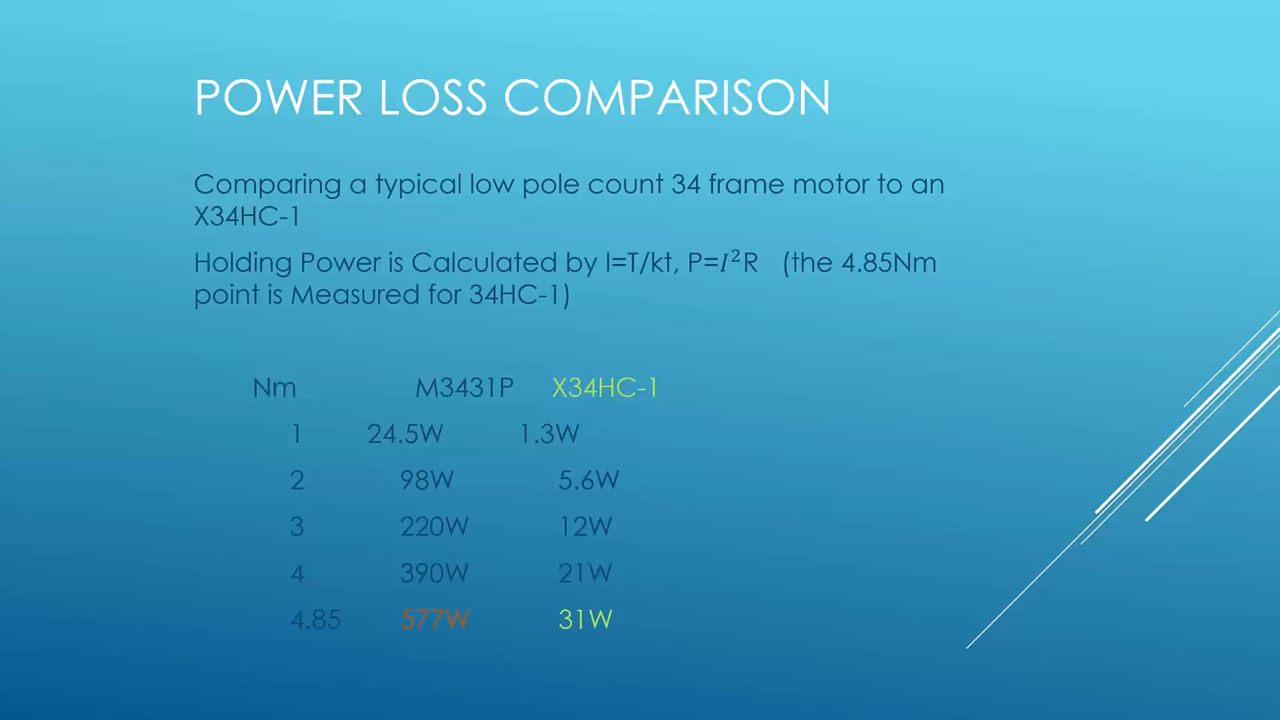 POWER LOSS COMPARISON
Comparing a typical low pole count 34 frame motor to an
X34HC-1
Holding Power is Calculated by I=T/kt, P=𝐼²R (the 4.85Nm
point is Measured for 34HC-1)
Nm M3431P X34HC-1
1 24.5W 1.3W
2 98W 5.6W
3 220W 12W
4 390W 21W
4.85 577W 31W